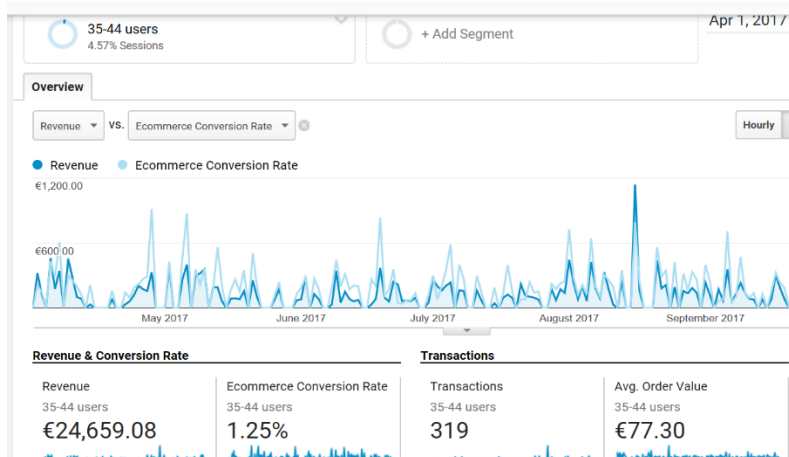 35-44 users
4.57% Sessions
+ Add Segment
Apr 1, 2017
Overview
Revenue VS. Ecommerce Conversion Rate
Hourly
Revenue Ecommerce Conversion Rate
€1,200.00
€600.00
May 2017 June 2017 July 2017 August 2017 September 2017
Revenue & Conversion Rate Transactions
Revenue Ecommerce Conversion Rate Transactions Avg. Order Value
35-44 users 35-44 users 35-44 users 35-44 users
€24,659.08 1.25% 319 €77.30